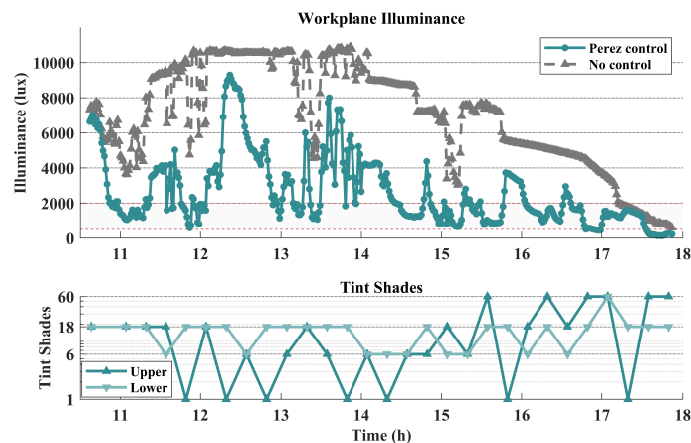 Workplane Illuminance
Perez control
No control
Illuminance (lux)
10000
8000
6000
4000
2000
0
11 12 13 14 15 16 17 18
Tint Shades
Tint Shades
60
18
6
1
Upper
Lower
11 12 13 14 15 16 17 18
Time (h)